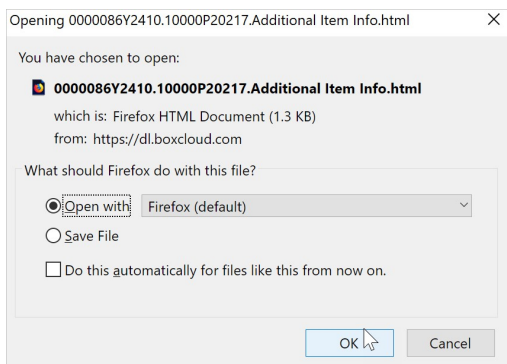 Opening 0000086Y2410.10000P20217.Additional Item Info.html
You have chosen to open:
0000086Y2410.10000P20217.Additional Item Info.html
which is: Firefox HTML Document (1.3 KB)
from: https://dl.boxcloud.com
What should Firefox do with this file?
Open with Firefox (default)
Save File
Do this automatically for files like this from now on.
OK Cancel